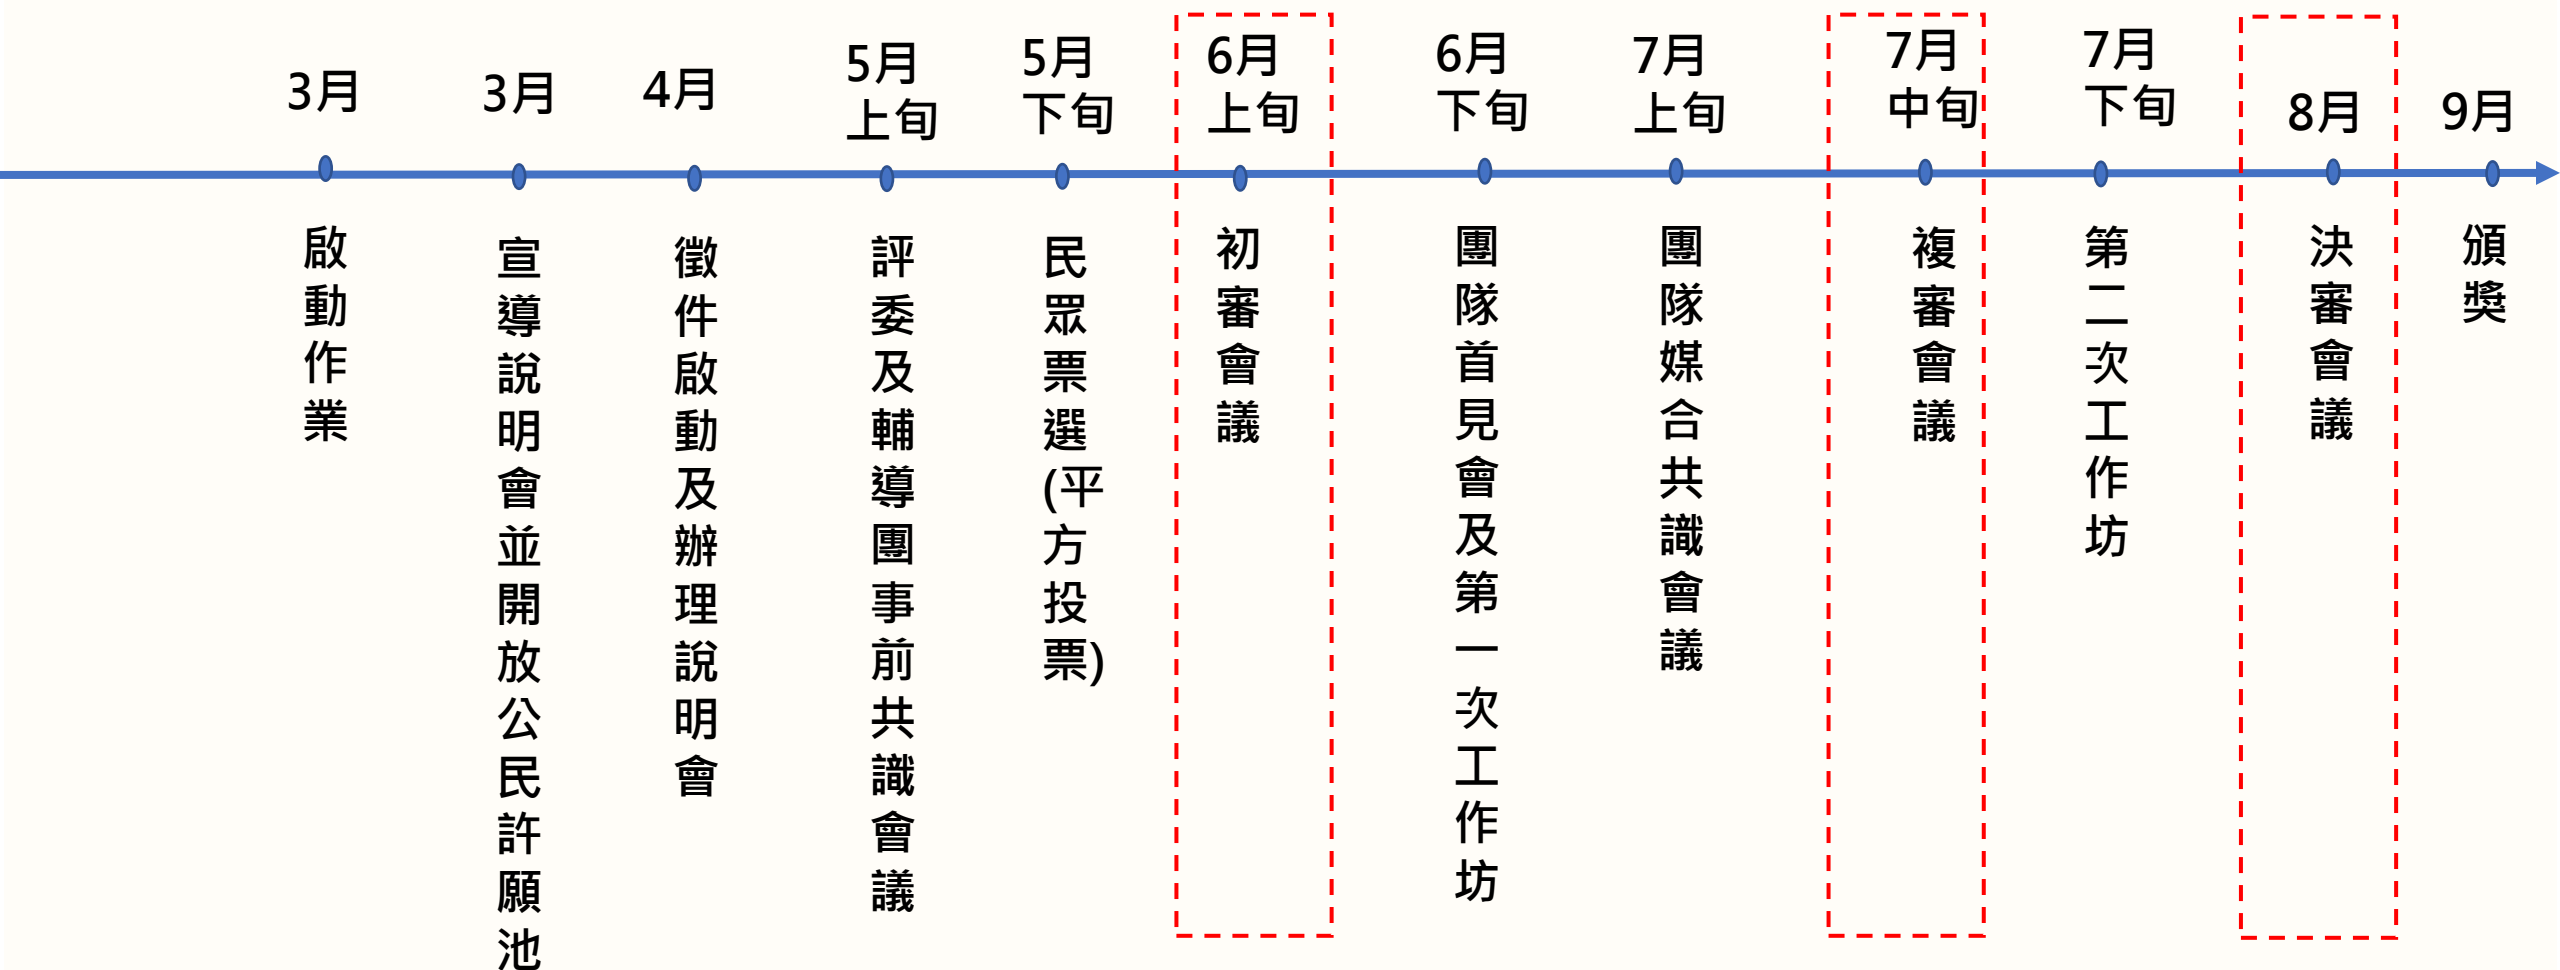 3月
啟動作業
3月
宣導說明會並開放公民許願池
4月
徵件啟動及辦理說明會
5月
上旬
評委及輔導團事前共識會議
5月
下旬
民眾票選(平方投票)
6月
上旬
初審會議
6月
下旬
團隊首見會及第一次工作坊
7月
上旬
團隊媒合共識會議
7月
中旬
複審會議
7月
下旬
第二次工作坊
8月
決審會議
9月
頒獎